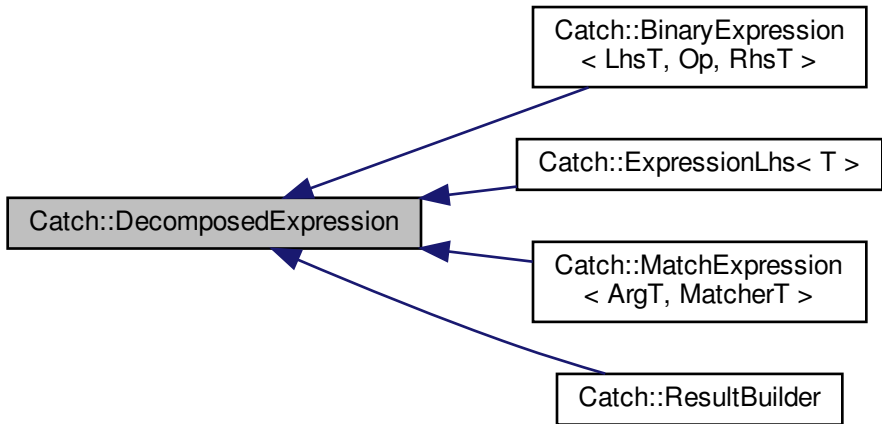 Catch::BinaryExpression
< LhsT, Op, RhsT >
Catch::ExpressionLhs< T >
Catch::DecomposedExpression
Catch::MatchExpression
< ArgT, MatcherT >
Catch::ResultBuilder